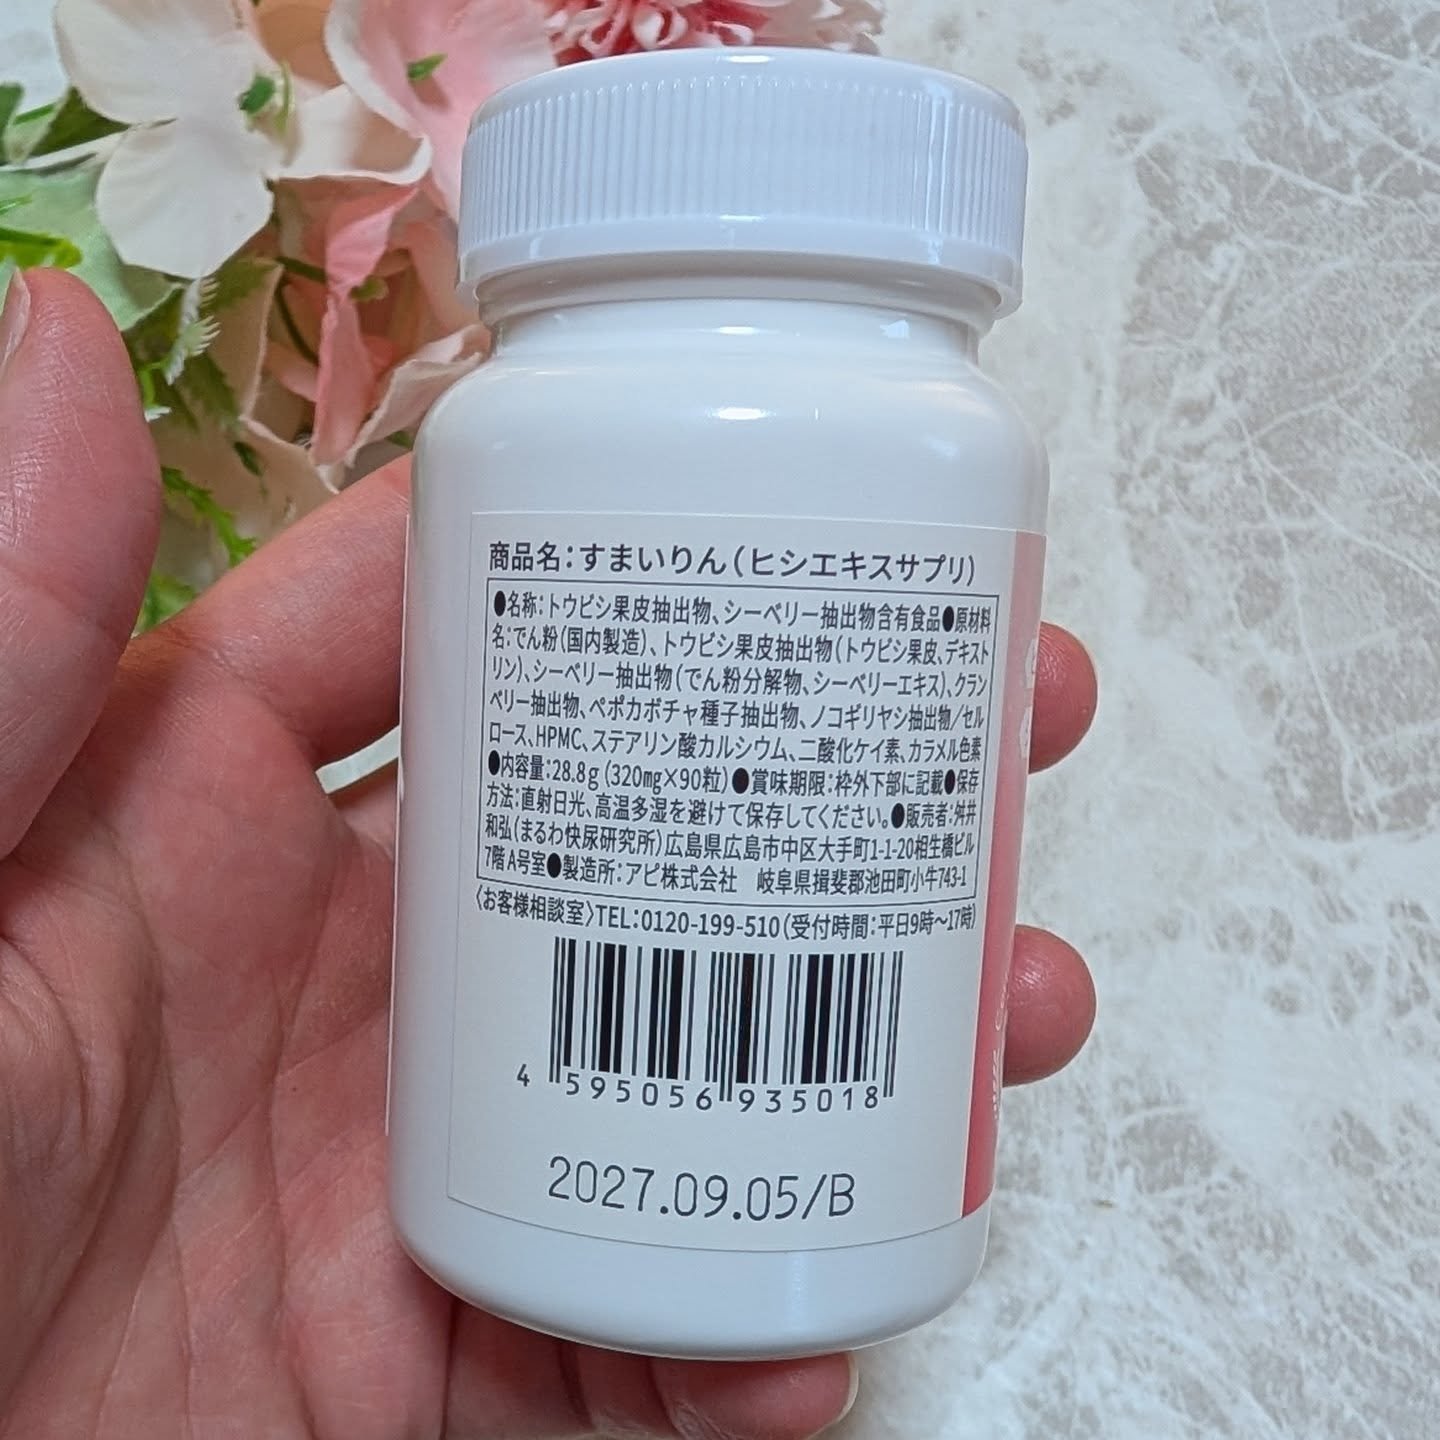 商品名：すまいりん（ヒシエキスサプリ）
●名称：トウビシ果皮抽出物、シーベリー抽出物含有食品●原材料
名：でん粉（国内製造）、トウビシ果皮抽出物（トウビシ果皮、デキスト
リン）、シーベリー抽出物（でん粉分解物、シーベリーエキス）、クラン
ベリー抽出物、ペポカボチャ種子抽出物、ノコギリヤシ抽出物／セル
ロース、HPMC、ステアリン酸カルシウム、二酸化ケイ素、カラメル色素
●内容量：28.8g（320mg×90粒）●賞味期限：枠外下部に記載●保存
方法：直射日光、高温多湿を避けて保存してください。●販売者：舛井
和弘（まるわ快尿研究所）広島県広島市中区大手町1-1-20相生橋ビル
7階A号室●製造所：アピ株式会社　岐阜県揖斐郡池田町小牛743-1
〈お客様相談室〉TEL：0120-199-510（受付時間：平日9時～17時）
4 595056 935018
2027.09.05/B